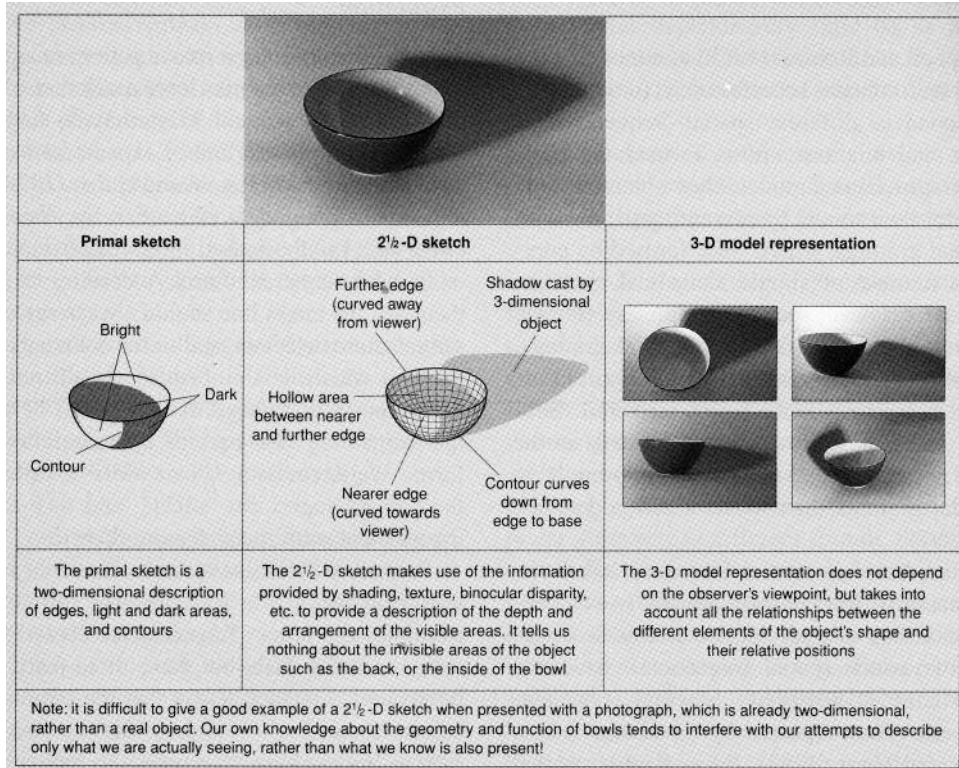 Primal sketch
2½-D sketch
3-D model representation
Bright
Dark
Contour
Further edge
(curved away
from viewer)
Shadow cast by
3-dimensional
object
Hollow area
between nearer
and further edge
Nearer edge
(curved towards
viewer)
Contour curves
down from
edge to base
The primal sketch is a
two-dimensional description
of edges, light and dark areas,
and contours
The 2½-D sketch makes use of the information
provided by shading, texture, binocular disparity,
etc. to provide a description of the depth and
arrangement of the visible areas. It tells us
nothing about the invisible areas of the object
such as the back, or the inside of the bowl
The 3-D model representation does not depend
on the observer's viewpoint, but takes into
account all the relationships between the
different elements of the object's shape and
their relative positions
Note: it is difficult to give a good example of a 2½-D sketch when presented with a photograph, which is already two-dimensional,
rather than a real object. Our own knowledge about the geometry and function of bowls tends to interfere with our attempts to describe
only what we are actually seeing, rather than what we know is also present!